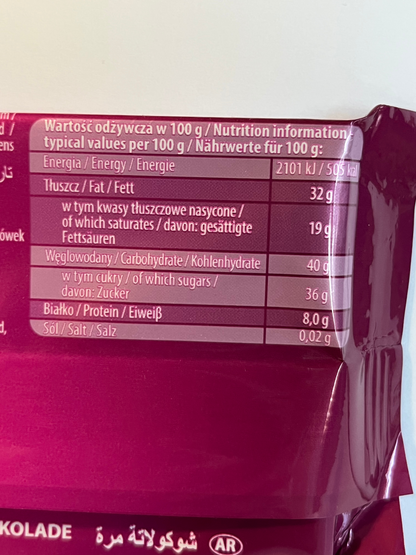 Wartość odżywcza w 100 g / Nutrition information
typical values per 100 g / Nährwerte für 100 g:
Energia / Energy / Energie 2101 kJ / 505 kcal
Tłuszcz / Fat / Fett 32 g
w tym kwasy tłuszczowe nasycone /
of which saturates / davon: gesättigte 19 g
Fettsäuren
Węglowodany / Carbohydrate / Kohlenhydrate 40 g
w tym cukry / of which sugars / 36 g
davon: Zucker
Białko / Protein / Eiweiß 8,0 g
Sól / Salt / Salz 0,02 g
ens
ówek
d,
KOLADE شوكولاتة مرة AR